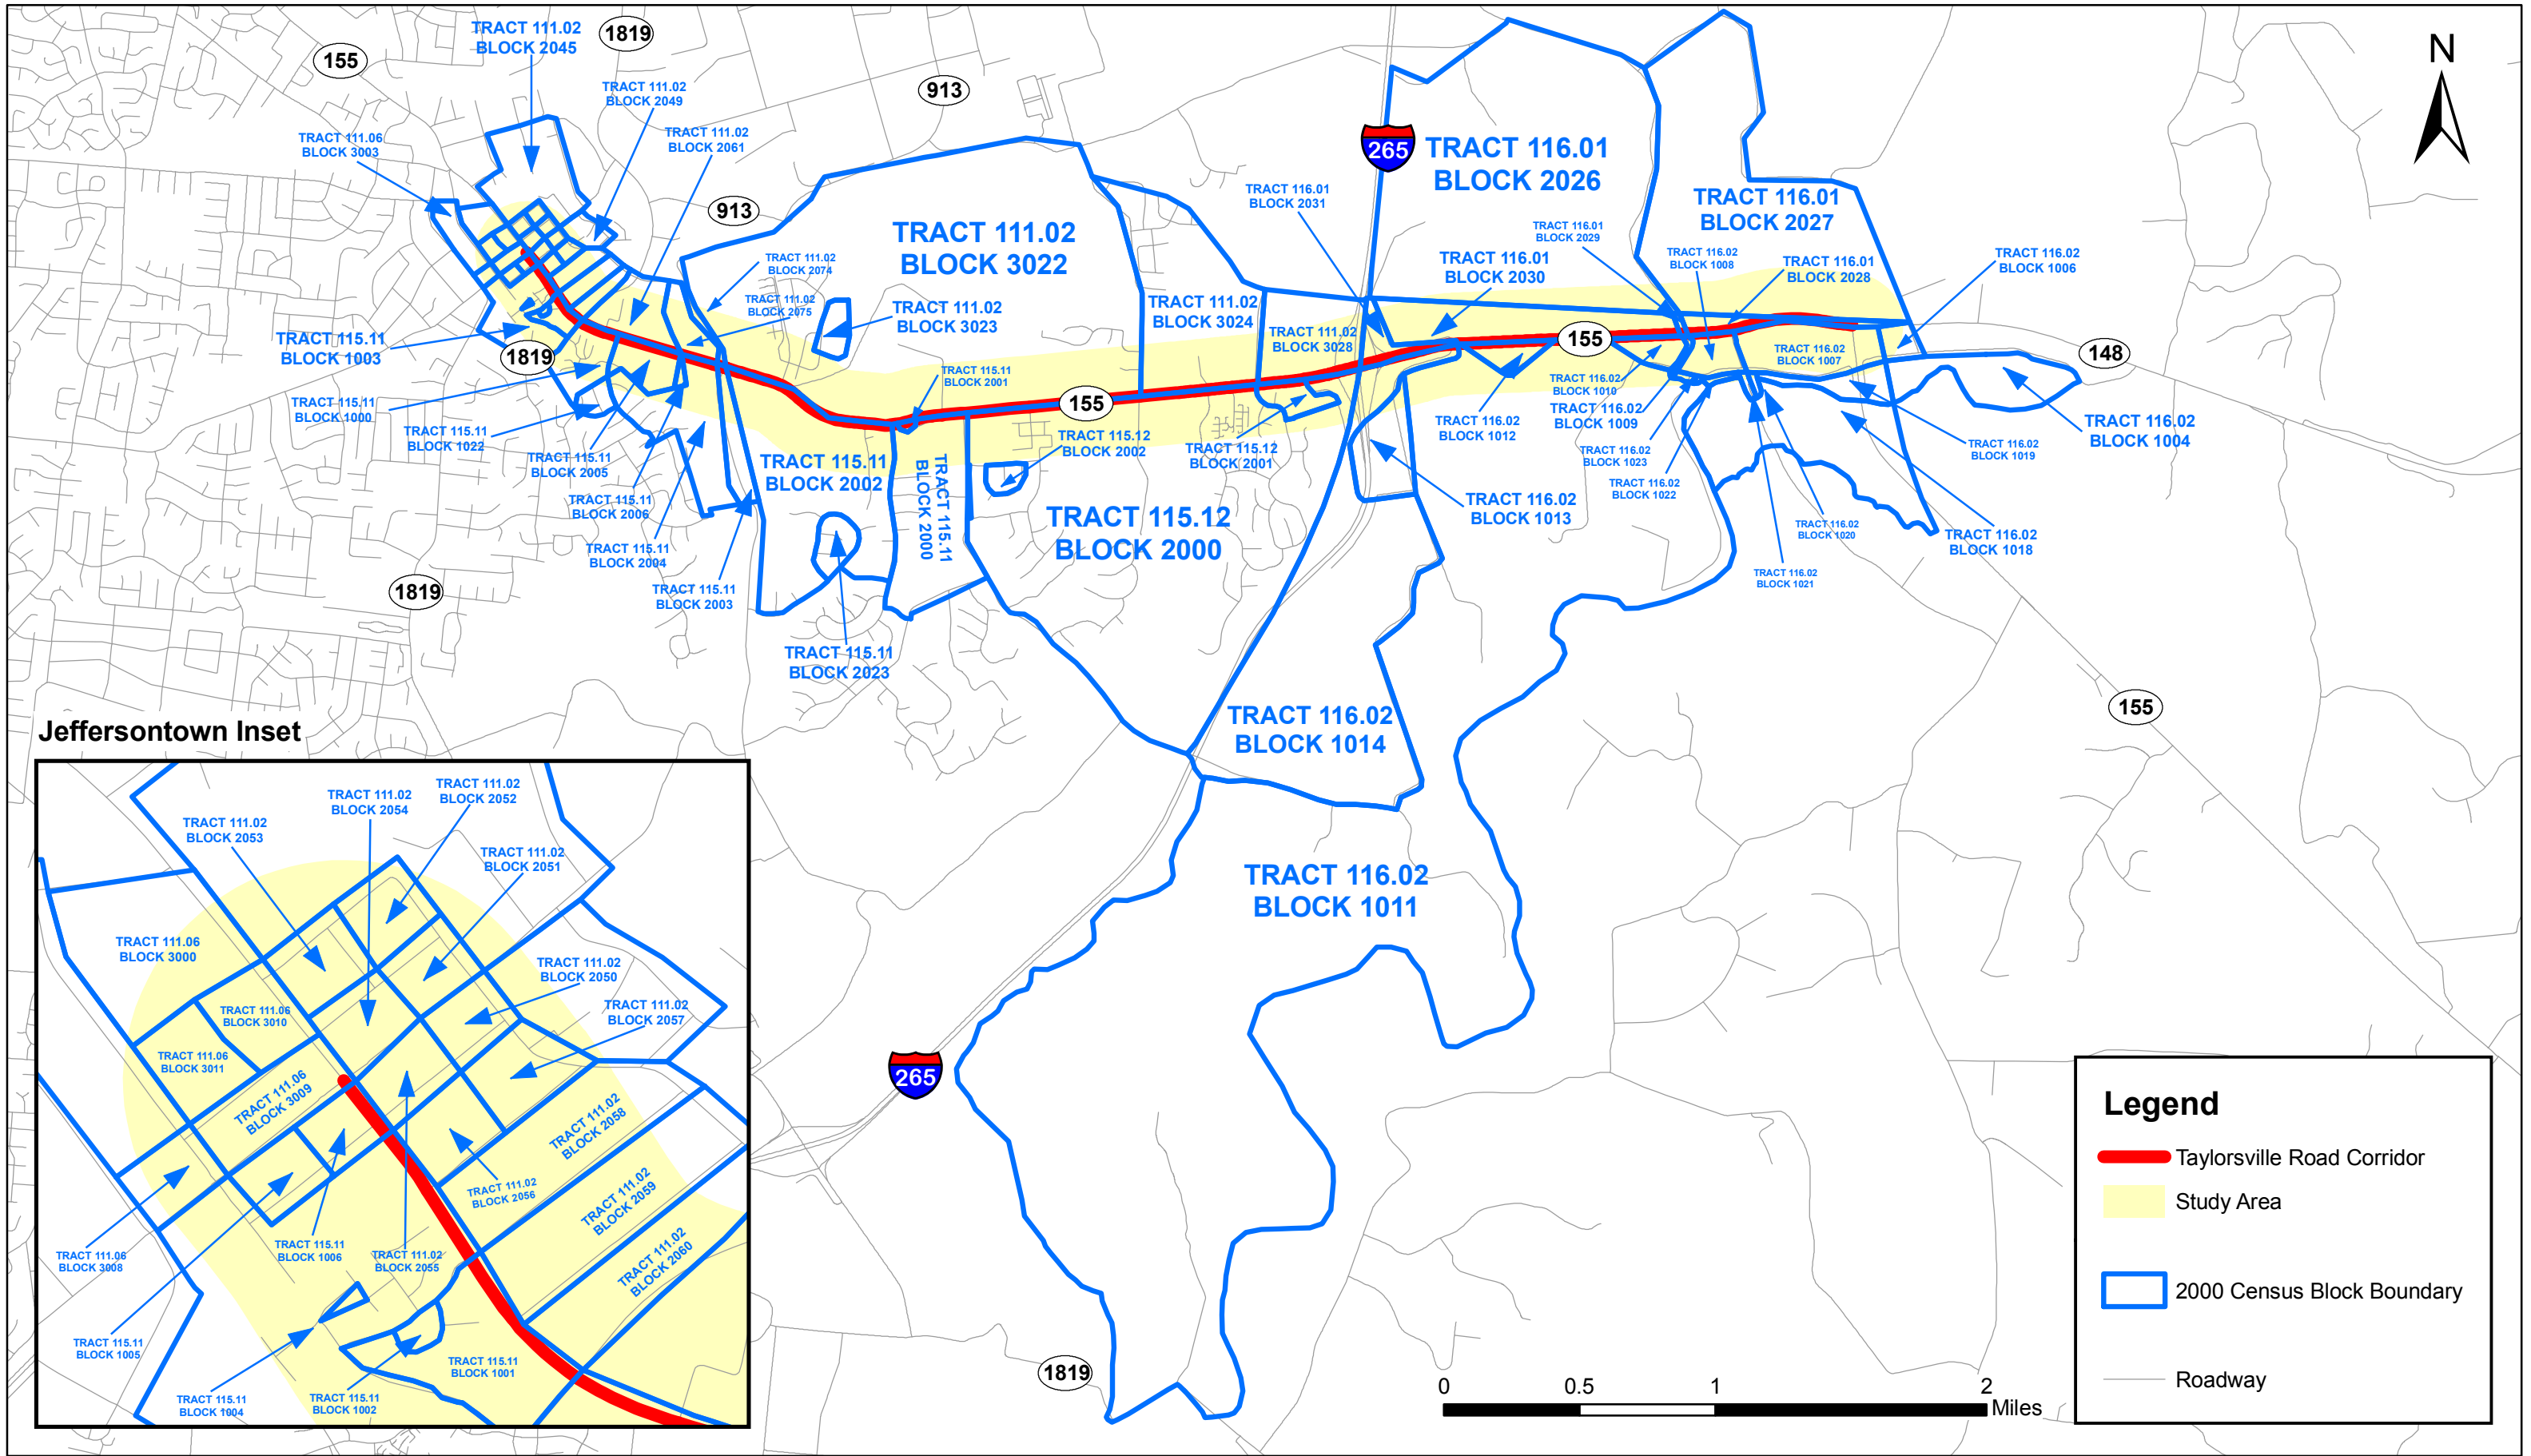 TRACT 111.02
BLOCK 2045
1819
155
TRACT 111.02
BLOCK 2049
913
N
TRACT 111.06
BLOCK 3003
TRACT 111.02
BLOCK 2061
265
TRACT 116.01
BLOCK 2026
TRACT 116.01
BLOCK 2031
TRACT 116.01
BLOCK 2027
913
TRACT 111.02
BLOCK 3022
TRACT 116.01
BLOCK 2029
TRACT 116.02
BLOCK 1008
TRACT 116.01
BLOCK 2028
TRACT 116.02
BLOCK 1006
TRACT 111.02
BLOCK 2074
TRACT 116.01
BLOCK 2030
TRACT 111.02
BLOCK 2075
TRACT 111.02
BLOCK 3023
TRACT 111.02
BLOCK 3024
TRACT 111.02
BLOCK 3028
TRACT 115.11
BLOCK 1003
1819
155
TRACT 116.02
BLOCK 1007
148
TRACT 115.11
BLOCK 2001
TRACT 116.02
BLOCK 1010
TRACT 115.11
BLOCK 1000
155
TRACT 116.02
BLOCK 1009
TRACT 116.02
BLOCK 1012
TRACT 116.02
BLOCK 1004
TRACT 115.11
BLOCK 1022
TRACT 115.12
BLOCK 2002
TRACT 115.12
BLOCK 2001
TRACT 116.02
BLOCK 1023
TRACT 116.02
BLOCK 1019
TRACT 115.11
BLOCK 2005
TRACT 115.11
BLOCK 2002
TRACT 115.11
BLOCK 2000
TRACT 116.02
BLOCK 1022
TRACT 115.11
BLOCK 2006
TRACT 116.02
BLOCK 1013
TRACT 115.12
BLOCK 2000
TRACT 116.02
BLOCK 1020
TRACT 116.02
BLOCK 1018
TRACT 115.11
BLOCK 2004
TRACT 116.02
BLOCK 1021
1819
TRACT 115.11
BLOCK 2003
TRACT 115.11
BLOCK 2023
155
TRACT 116.02
BLOCK 1014
TRACT 116.02
BLOCK 1011
265
1819
Jeffersontown Inset
TRACT 111.02
BLOCK 2052
TRACT 111.02
BLOCK 2054
TRACT 111.02
BLOCK 2053
TRACT 111.02
BLOCK 2051
TRACT 111.06
BLOCK 3000
TRACT 111.02
BLOCK 2050
TRACT 111.02
BLOCK 2057
TRACT 111.06
BLOCK 3010
TRACT 111.06
BLOCK 3011
TRACT 111.06
BLOCK 3009
TRACT 111.02
BLOCK 2058
TRACT 111.02
BLOCK 2056
TRACT 111.02
BLOCK 2059
TRACT 111.02
BLOCK 2060
TRACT 111.06
BLOCK 3008
TRACT 115.11
BLOCK 1006
TRACT 111.02
BLOCK 2055
TRACT 115.11
BLOCK 1005
TRACT 115.11
BLOCK 1001
TRACT 115.11
BLOCK 1004
TRACT 115.11
BLOCK 1002
0 0.5 1 2
Miles
Legend
Taylorsville Road Corridor
Study Area
2000 Census Block Boundary
Roadway